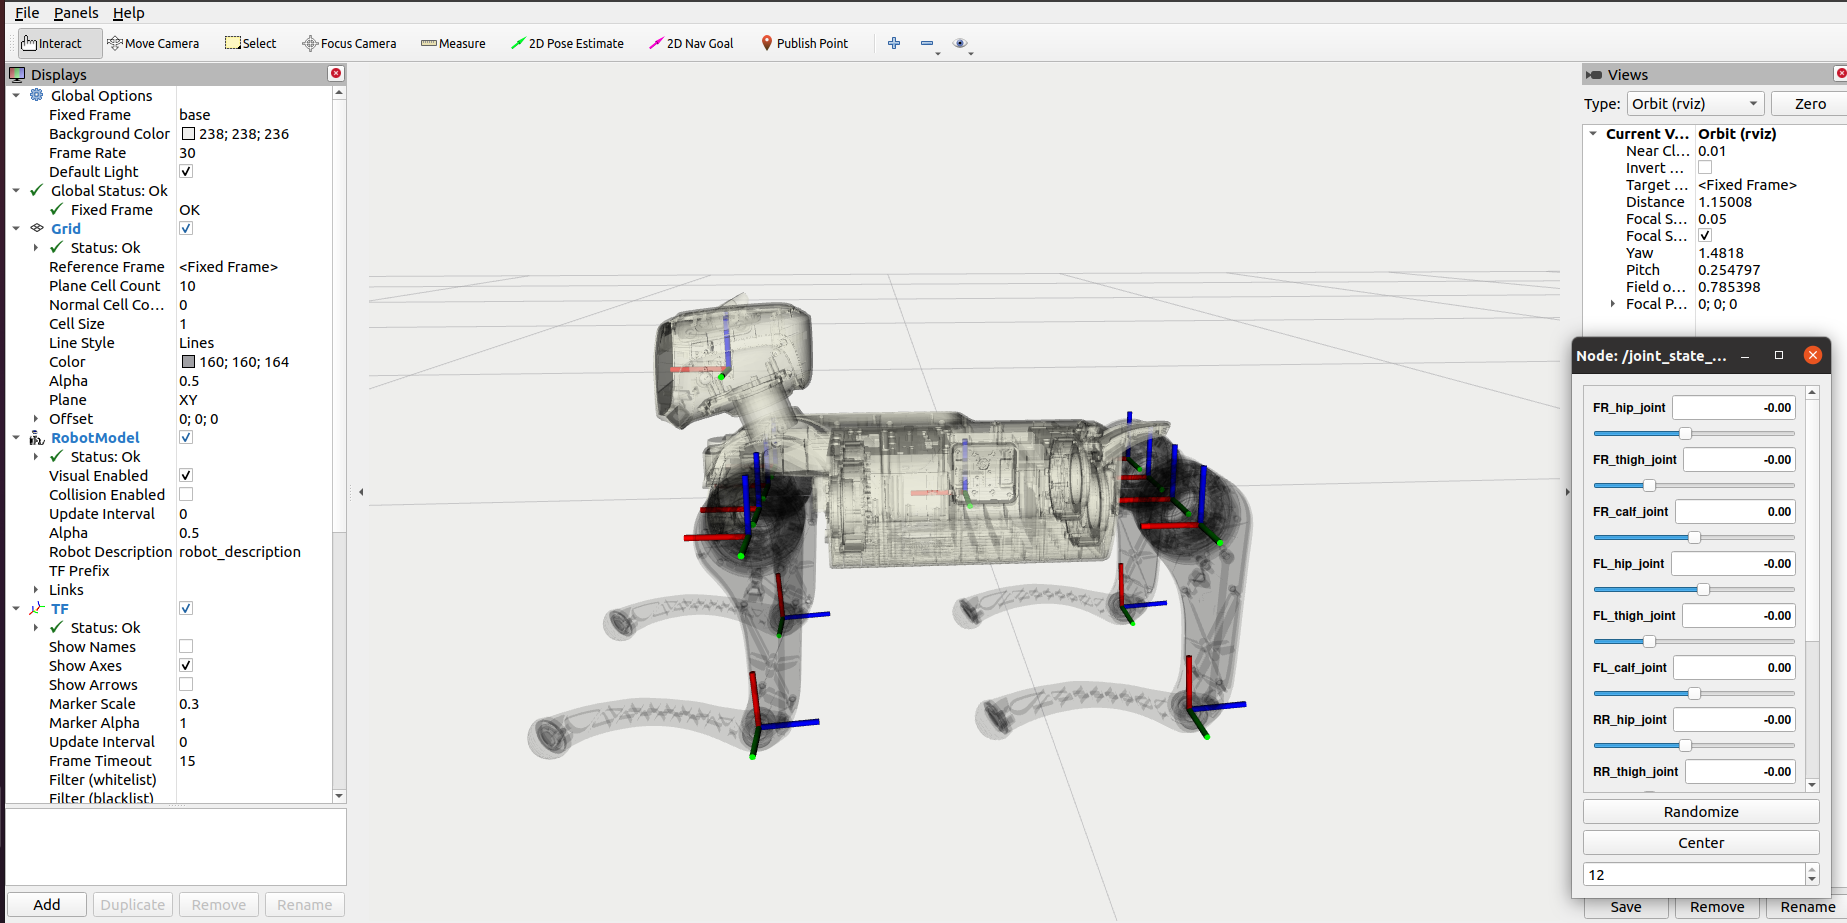 File Panels Help
Interact Move Camera Select Focus Camera Measure 2D Pose Estimate 2D Nav Goal Publish Point
Displays
Global Options
Fixed Frame base
Background Color 238; 238; 236
Frame Rate 30
Default Light
Global Status: Ok
Fixed Frame OK
Grid
Status: Ok
Reference Frame <Fixed Frame>
Plane Cell Count 10
Normal Cell Co... 0
Cell Size 1
Line Style Lines
Color 160; 160; 164
Alpha 0.5
Plane XY
Offset 0; 0; 0
RobotModel
Status: Ok
Visual Enabled
Collision Enabled
Update Interval 0
Alpha 0.5
Robot Description robot_description
TF Prefix
Links
TF
Status: Ok
Show Names
Show Axes
Show Arrows
Marker Scale 0.3
Marker Alpha 1
Update Interval 0
Frame Timeout 15
Filter (whitelist)
Filter (blacklist)
Add Duplicate Remove Rename
Views
Type: Orbit (rviz) Zero
Current V... Orbit (rviz)
Near Cl... 0.01
Invert ...
Target ... <Fixed Frame>
Distance 1.15008
Focal S... 0.05
Focal S...
Yaw 1.4818
Pitch 0.254797
Field o... 0.785398
Focal P... 0; 0; 0
Node: /joint_state_...
FR_hip_joint -0.00
FR_thigh_joint -0.00
FR_calf_joint 0.00
FL_hip_joint -0.00
FL_thigh_joint -0.00
FL_calf_joint 0.00
RR_hip_joint -0.00
RR_thigh_joint -0.00
Randomize
Center
12
Save Remove Rename